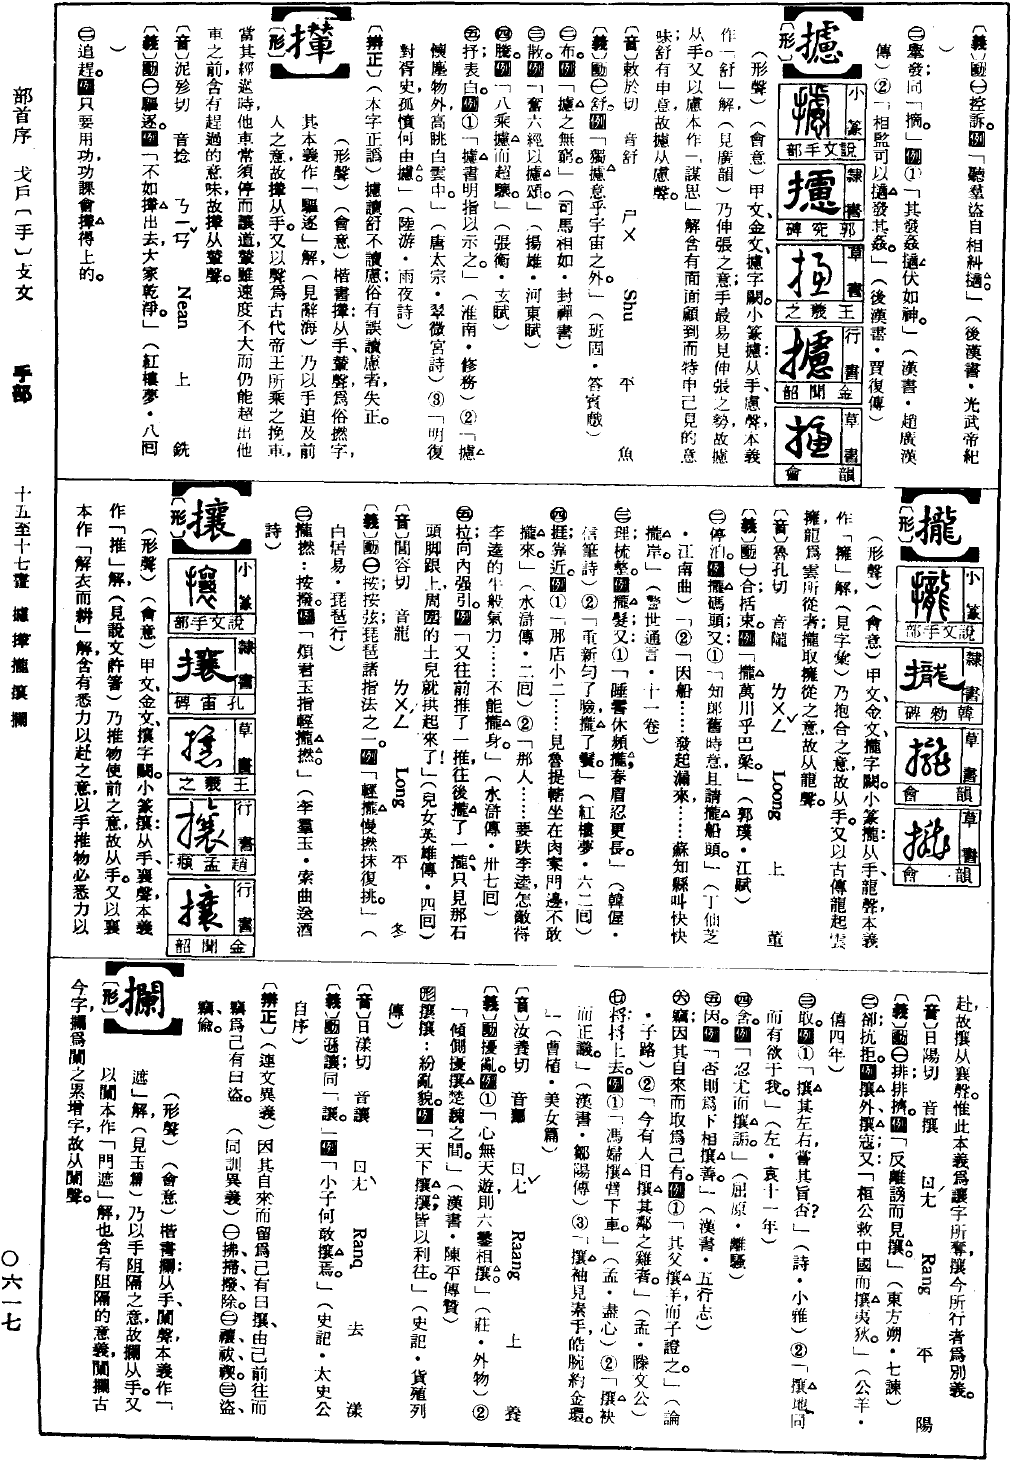 部首序　戈戶〔手〕支文　手部　十五至十七畫　攄攆攏攘攔　〇六一七
〔義〕㊀動控訴。例「聽羣盜自相糾擿。」（後漢書・光武帝紀
）
㊁舉發；同「摘」。例①「其發姦擿伏如神。」（漢書・趙廣漢
傳）②「相監司以擿發其姦。」（後漢書・賈復傳）
攄
〔形〕
小篆　說文手部
隸書　郭究碑
草書　王羲之
行書　金聞韶
草書　韻會
（形聲）（會意）甲文、金文、攄字闕。小篆攄：从手、慮聲，本義
作「舒」解，（見廣韻）乃伸張之意；手最易見伸張之勢，故攄
从手。又以慮本作「謀思」解，含有面面顧到而特申己見的意
味，舒有申意，故攄从慮聲。
〔音〕敕於切　音舒　ㄕㄨ　Shu　平　魚
〔義〕動㊀舒。例「獨攄意乎宇宙之外。」（班固・答賓戲）
㊁布。例「攄之無窮。」（司馬相如・封禪書）
㊂散。例「奮六經以攄頌。」（揚雄・河東賦）
㊃騰。例「八乘攄而超驤。」（張衡・玄賦）
㊄抒；表白。例①「攄書明指以示之。」（淮南・修務）②「攄
懷塵物外，高眺白雲中。」（唐太宗・翠微宮詩）③「明復
對胥史，孤憤何由攄。」（陸游・雨夜詩）
〔辨正〕（本字正譌）攄讀舒不讀慮，俗有誤讀慮者，失正。
攆
〔形〕
（形聲）（會意）楷書攆：从手、輦聲，爲俗撚字，
其本義作「驅逐」解，（見辭海）乃以手追及前
人之意，故攆从手。又以輦爲古代帝王所乘之挽車，
當其經逵時，他車常須停而讓道，輦雖速度不大而仍能超出他
車之前，含有趕過的意味，故攆从輦聲。
〔音〕泥殄切　音捻　ㄋㄧㄢˇ　Nean　上　銑
〔義〕動㊀驅逐。例「不如攆出去，大家乾淨。」（紅樓夢・八囘
）
㊁追趕。例只要用功，功課會攆得上的。
攏
〔形〕
小篆　說文手部
隸書　韓勑碑
草書　韻會
草書　韻會
（形聲）（會意）甲文、金文、攏字闕。小篆攏：从手、龍聲，本義
作「擁」解，（見字彙）乃抱合之意，故从手。又以古傳龍起雲
擁，龍爲雲所從者；攏取擁從之意，故从龍聲。
〔音〕魯孔切　音隴　ㄌㄨㄥˇ　Loong　上　董
〔義〕動㊀合；括束。例「攏萬川乎巴梁。」（郭璞・江賦）
㊁停泊。例攏碼頭；又：①「知郎舊時意，且請攏船頭。」（丁仙芝
・江南曲）②「因船……發起漏來，……蘇知縣叫快快
攏岸。」（警世通言・十一卷）
㊂理；梳整。例攏髮；又：①「睡髻休頻攏，春眉忍更長。」（韓偓・
信筆詩）②「重新勻了臉，攏了鬢。」（紅樓夢・六二囘）
㊃捱；靠近。例①「那店小二……見魯提轄坐在肉案門邊，不敢
攏來。」（水滸傳・二囘）②「那人……要跌李逵，怎敵得
李逵的牛般氣力，……不能攏身。」（水滸傳・卅七囘）
㊄拉；向內强引。例「又往前推了一推，往後攏了一攏，只見那石
頭脚跟上，周圍的土兒就拱起來了！」（兒女英雄傳・四囘）
〔音〕閭容切　音龍　ㄌㄨㄥ　Long　平　冬
〔義〕動㊀按；按弦；琵琶諸指法之一。例「輕攏慢撚抹復挑。」（
白居易・琵琶行）
㊁攏撚：按撥。例「煩君玉指輕攏撚。」（李羣玉・索曲送酒
詩）
攘
〔形〕
小篆　說文手部
隸書　孔宙碑
草書　王羲之
行書　趙孟頫
行書　金聞韶
（形聲）（會意）甲文、金文、攘字闕。小篆攘：从手、襄聲，本義
作「推」解，（見說文許箸）乃推物使前之意，故从手。又以襄
本作「解衣而耕」解，含有悉力以赴之意，以手推物必悉力以
赴，故攘从襄聲。惟此本義爲讓字所奪，攘今所行者爲別義。
〔音〕日陽切　音攘　ㄖㄤˊ　Rang　平　陽
〔義〕動㊀排；排擠。例「反離謗而見攘。」（東方朔・七諫）
㊁卻；抗拒。例攘外、攘寇；又：「桓公救中國而攘夷狄。」（公羊・
僖四年）
㊂取。例①「攘其左右，嘗其旨否？」（詩・小雅）②「攘地同
而有欲于我。」（左・哀十一年）
㊃含。例「忍尤而攘詬。」（屈原・離騷）
㊄因。例「否則爲下相攘善。」（漢書・五行志）
㊅竊；因其自來而取爲己有。例①「其父攘羊，而子證之。」（論
・子路）②「今有人日攘其鄰之雞者。」（孟・滕文公）
㊆捋；捋上去。例①「馮婦攘臂下車。」（孟・盡心）②「攘袂
而正議。」（漢書・鄒陽傳）③「攘袖見素手，皓腕約金環。
」（曹植・美女篇）
〔音〕汝養切　音壤　ㄖㄤˇ　Raang　上　養
〔義〕動擾亂。例①「心無天遊，則六鑿相攘。」（莊・外物）②
「傾側擾攘楚魏之間。」（漢書・陳平傳贊）
形攘攘：紛亂貌。例「天下攘攘，皆以利往。」（史記・貨殖列
傳）
〔音〕日漾切　音讓　ㄖㄤˋ　Ranq　去　漾
〔義〕動遜讓；同「讓」。例「小子何敢攘焉。」（史記・太史公
自序）
〔辨正〕（連文異義）因其自來而留爲己有曰攘、由己前往而
竊爲己有曰盜。　（同訓異義）㊀拂、掃、撥、除。㊁禳、祓、禊。㊂盜、
竊、偸。
攔
〔形〕
（形聲）（會意）楷書攔：从手、闌聲，本義作「
遮」解，（見玉篇）乃以手阻隔之意，故攔从手。又
以闌本作「門遮」解，也含有阻隔的意義，闌攔古
今字，攔爲闌之累增字，故从闌聲。